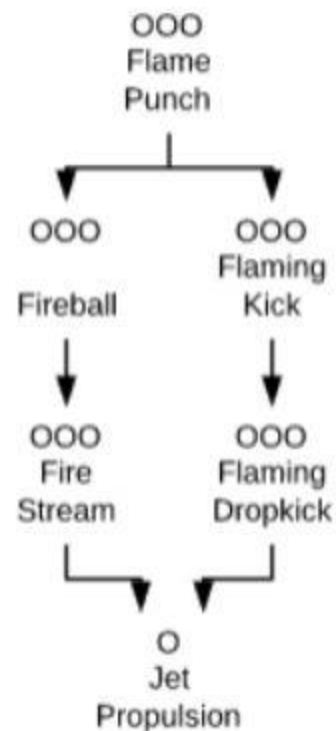 OOO
Flame
Punch
OOO
Fireball
OOO
Flaming
Kick
OOO
Fire
Stream
OOO
Flaming
Dropkick
O
Jet
Propulsion